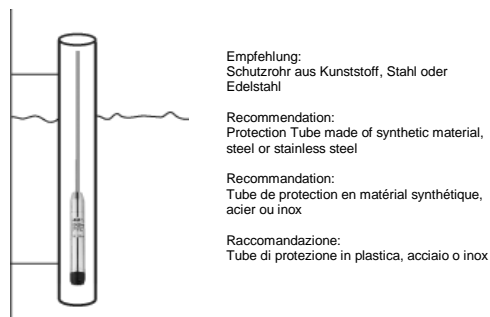 Empfehlung:
Schutzrohr aus Kunststoff, Stahl oder
Edelstahl
Recommendation:
Protection Tube made of synthetic material,
steel or stainless steel
Recommandation:
Tube de protection en matérial synthétique,
acier ou inox
Raccomandazione:
Tube di protezione in plastica, acciaio o inox